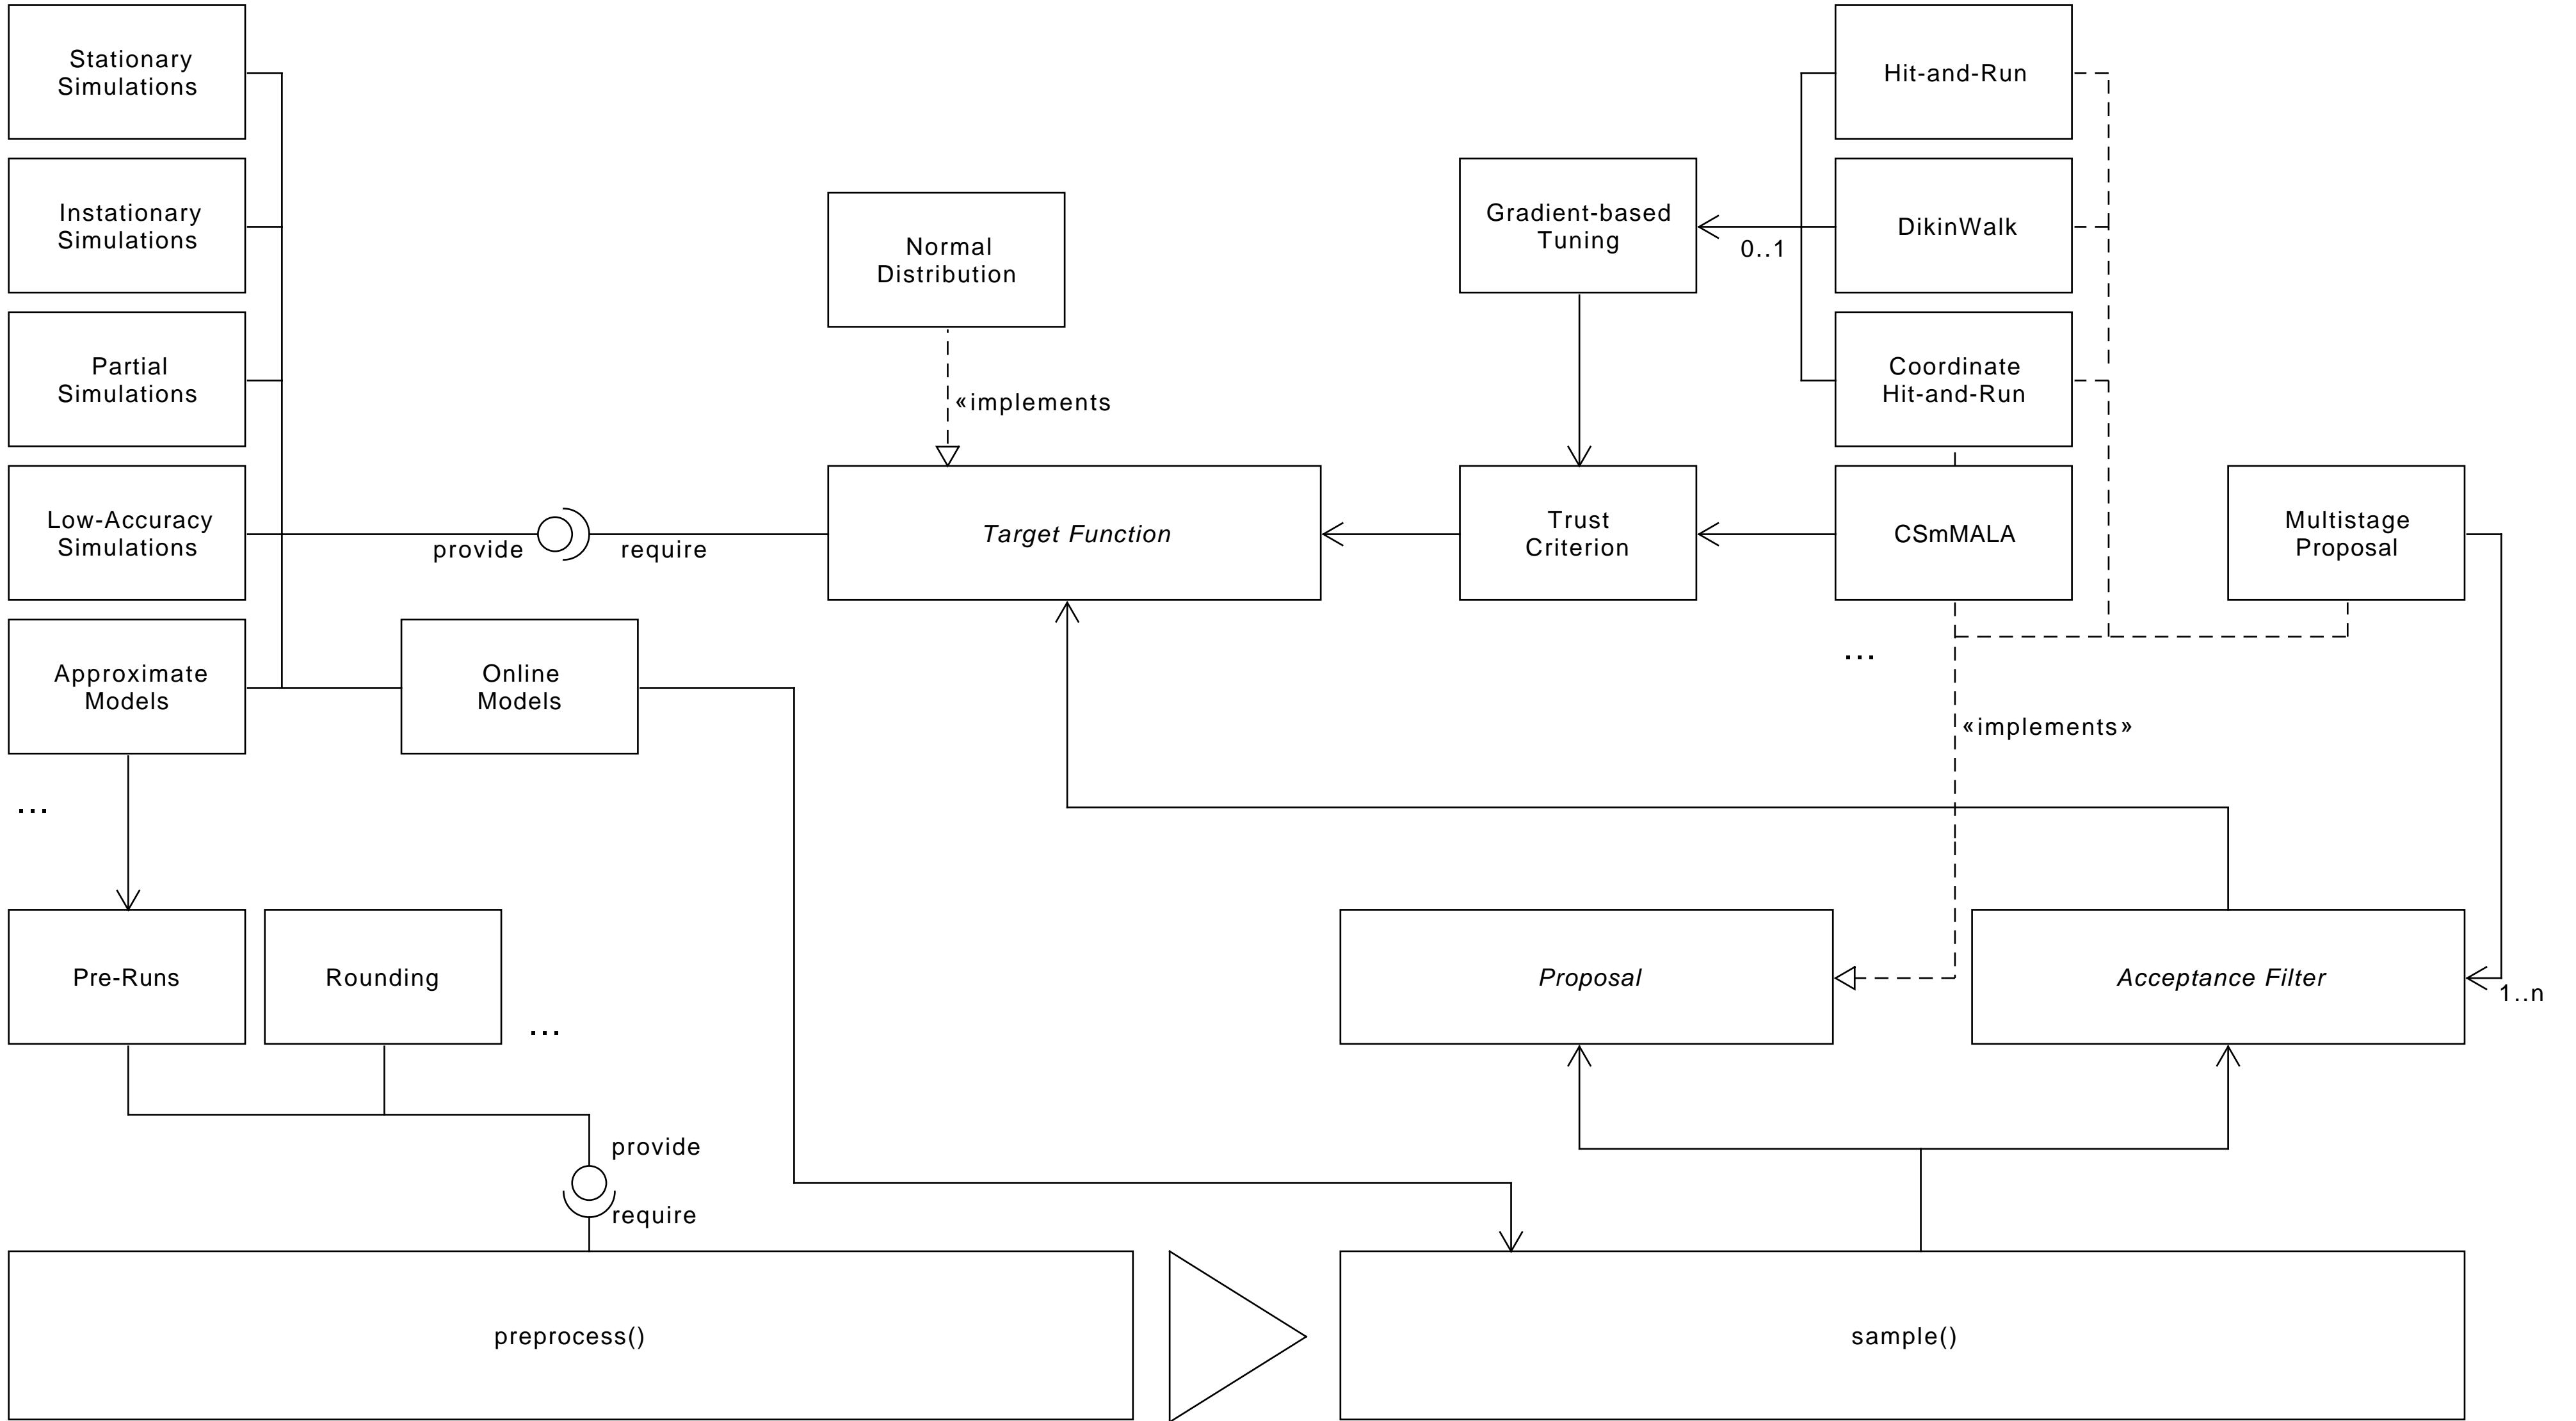 Stationary
Simulations
Hit-and-Run
Instationary
Simulations
Normal
Distribution
Gradient-based
Tuning
0..1
DikinWalk
Partial
Simulations
«implements
Coordinate
Hit-and-Run
Low-Accuracy
Simulations
provide
require
Target Function
Trust
Criterion
CSmMALA
Multistage
Proposal
Approximate
Models
Online
Models
...
«implements»
...
Pre-Runs
Rounding
...
Proposal
Acceptance Filter
1..n
provide
require
preprocess()
sample()